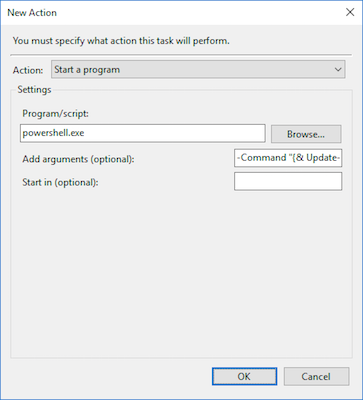 New Action
You must specify what action this task will perform.
Action: Start a program
Settings
Program/script:
powershell.exe Browse...
Add arguments (optional): -Command "{& Update-
Start in (optional):
OK Cancel